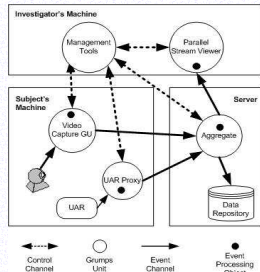 Investigator's Machine
Management
Tools
Parallel
Stream Viewer
Subject's
Machine
Server
Video
Capture GU
Aggregate
UAR Proxy
UAR
Data
Repository
Control
Channel
Grumps
Unit
Event
Channel
Event
Processing
Object